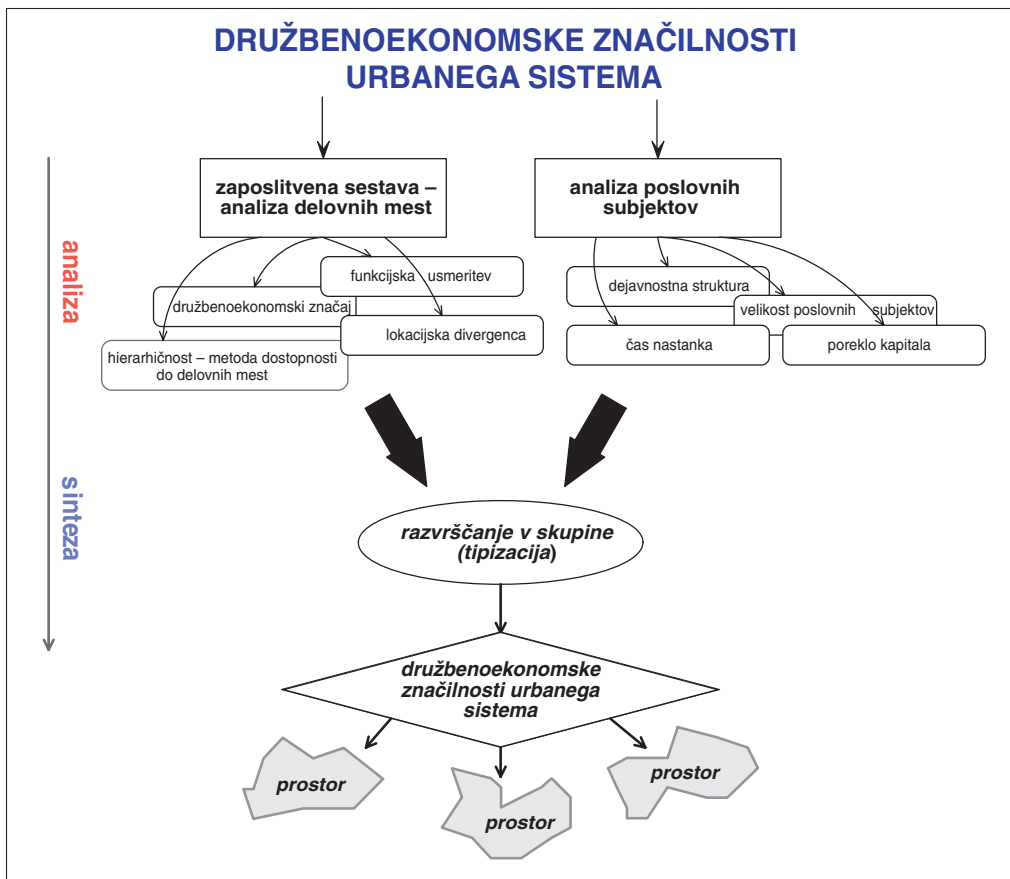 DRUŽBENOEKONOMSKE ZNAČILNOSTI
URBANEGA SISTEMA
zaposlitvena sestava –
analiza delovnih mest
analiza poslovnih
subjektov
analiza
funkcijska usmeritev
družbenoekonomski značaj
lokacijska divergenca
hierarhičnost – metoda dostopnosti
do delovnih mest
dejavnostna struktura
velikost poslovnih subjektov
čas nastanka
poreklo kapitala
sinteza
razvrščanje v skupine
(tipizacija)
družbenoekonomske
značilnosti urbanega
sistema
prostor
prostor
prostor